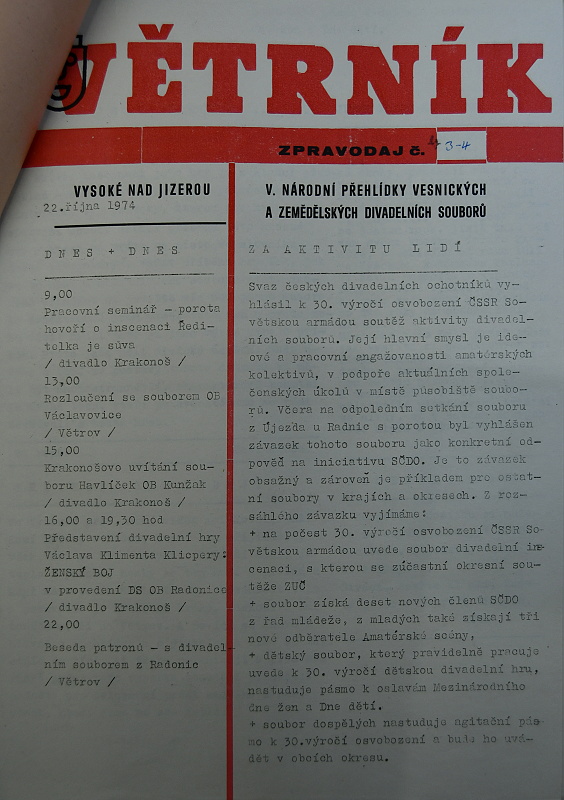 VĚTRNÍK
ZPRAVODAJ č. 3-4
VYSOKÉ NAD JIZEROU
22.října 1974
DNES + DNES
9,00
Pracovní seminář - porota
hovoří o inscenaci Ředi-
telka je súva
/ divadlo Krakonoš /
13,00
Rozloučení se souborem OB
Václavovice
/ Větrov /
15,00
Krakonošovo uvítání sou-
boru Havlíček OB Kunžak
/ divadlo Krakonoš /
16,00 a 19,30 hod
Představení divadelní hry
Václava Klimenta Klicpery:
ŽENSKÝ BOJ
v provedení DS OB Radonice
/ divadlo Krakonoš /
22,00
Beseda patronů - s divadel-
ním souborem z Radonic
/ Větrov /
V. NÁRODNÍ PŘEHLÍDKY VESNICKÝCH
A ZEMĚDĚLSKÝCH DIVADELNÍCH SOUBORŮ
ZA AKTIVITU LIDÍ
Svaz českých divadelních ochotníků vy-
hlásil k 30. výročí osvobození ČSSR So-
větskou armádou soutěž aktivity divadel-
ních souborů. Její hlavní smysl je ide-
ové a pracovní angažovanosti amatérských
kolektivů, v podpoře aktuálních spole-
čenských úkolů v místě působiště soubo-
rů. Včera na odpoledním setkání souboru
z Újezda u Radnic s porotou byl vyhlášen
závazek tohoto souboru jako konkretní od-
pověď na iniciativu SČDO. Je to závazek
obsažný a zároveň je příkladem pro ostat-
ní soubory v krajích a okresech. Z roz-
sáhlého závazku vyjímáme:
+ na počest 30. výročí osvobození ČSSR So-
větskou armádou uvede soubor divadelní in-
cenaci, s kterou se zúčastní okresní sou-
těže ZUČ
+ soubor získá deset nových členů SČDO
z řad mládeže, z mladých také získají tři
nové odběratele Amatérské scény,
+ dětský soubor, který pravidelně pracuje
uvede k 30. výročí dětskou divadelní hru,
nastuduje pásmo k oslavám Mezinárodního
dne žen a Dne dětí.
+ soubor dospělých nastuduje agitační pás-
mo k 30.výročí osvobození a bude ho uvá-
dět v obcích okresu.